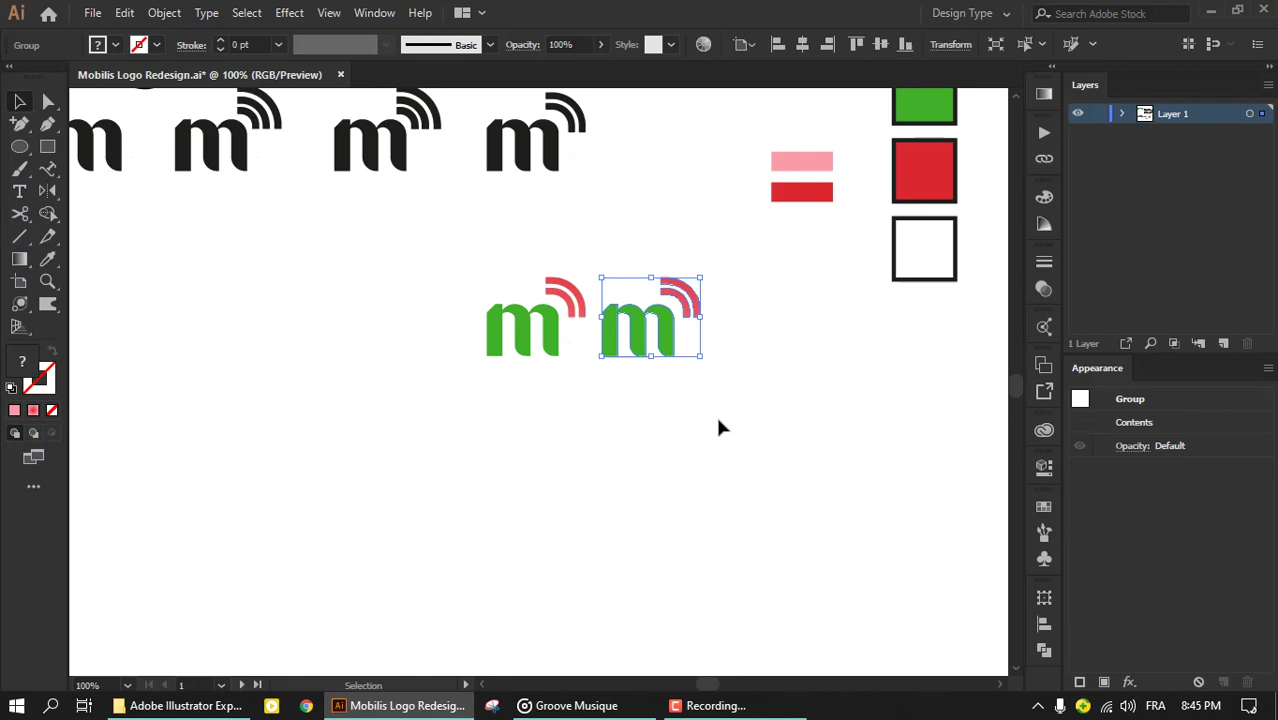 Ai File Edit Object Type Select Effect View Window Help Design Type Search Adobe Stock
Group ? Stroke: 0 pt Basic Opacity: 100% Style: Transform
Mobilis Logo Redesign.ai* @ 100% (RGB/Preview)
Layers
Layer 1
m m m m
m m
1 Layer
Appearance
?
Group
Contents
Opacity: Default
100% 1 Selection
Adobe Illustrator Exp... Ai Mobilis Logo Redesig... Groove Musique Recording... FRA 8:45 PM